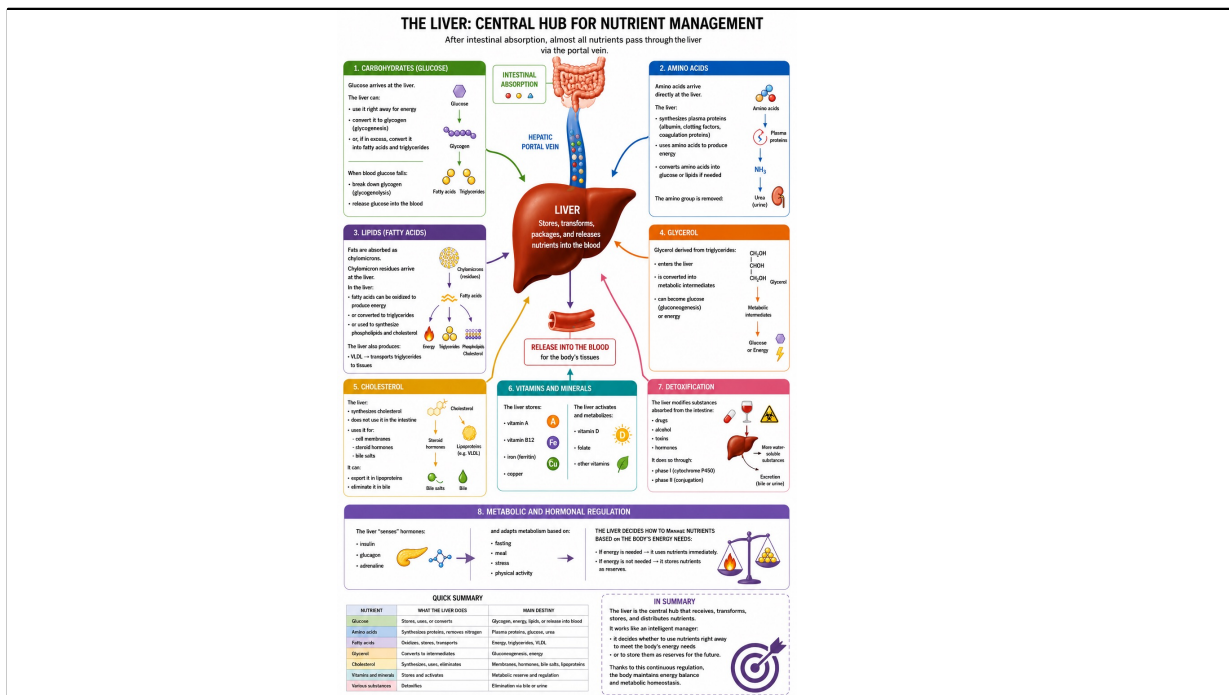 THE LIVER: CENTRAL HUB FOR NUTRIENT MANAGEMENT
After intestinal absorption, almost all nutrients pass through the liver
via the portal vein.
1. CARBOHYDRATES (GLUCOSE)
Glucose arrives at the liver.
The liver can:
• use it right away for energy
• convert it to glycogen
(glycogenesis)
• or, if in excess, convert it
into fatty acids and triglycerides
When blood glucose falls:
• break down glycogen
(glycogenolysis)
• release glucose into the blood
Glucose
Glycogen
Fatty acids Triglycerides
INTESTINAL
ABSORPTION
HEPATIC
PORTAL VEIN
2. AMINO ACIDS
Amino acids arrive
directly at the liver.
The liver:
• synthesizes plasma proteins
(albumin, clotting factors,
coagulation proteins)
• uses amino acids to produce
energy
• converts amino acids into
glucose or lipids if needed
The amino group is removed:
Amino acids
Plasma
proteins
NH₃
Urea
(urine)
LIVER
Stores, transforms,
packages, and releases
nutrients into the blood
3. LIPIDS (FATTY ACIDS)
Fats are absorbed as
chylomicrons.
Chylomicron residues arrive
at the liver.
In the liver:
• fatty acids can be oxidized to
produce energy
• or converted to triglycerides
• or used to synthesize
phospholipids and cholesterol
The liver also produces:
• VLDL → transports triglycerides
to tissues
Chylomicrons
(residues)
Fatty acids
Energy Triglycerides Phospholipids
Cholesterol
4. GLYCEROL
Glycerol derived from triglycerides:
• enters the liver
• is converted into
metabolic intermediates
• can become glucose
(gluconeogenesis)
or energy
CH₂OH
CHOH
CH₂OH
Glycerol
Metabolic
intermediates
Glucose
or Energy
RELEASE INTO THE BLOOD
for the body's tissues
5. CHOLESTEROL
The liver:
• synthesizes cholesterol
• does not use it in the intestine
• uses it for:
- cell membranes
- steroid hormones
- bile salts
It can:
• export it in lipoproteins
• eliminate it in bile
Cholesterol
Steroid
hormones
Lipoproteins
(e.g. VLDL)
Bile salts
Bile
6. VITAMINS AND MINERALS
The liver stores:
• vitamin A
• vitamin B12
• iron (ferritin)
• copper
A
Fe
Cu
The liver activates
and metabolizes:
• vitamin D
• folate
• other vitamins
D
7. DETOXIFICATION
The liver modifies substances
absorbed from the intestine:
• drugs
• alcohol
• toxins
• hormones
It does so through:
• phase I (cytochrome P450)
• phase II (conjugation)
More water-
soluble
substances
Excretion
(bile or urine)
8. METABOLIC AND HORMONAL REGULATION
The liver "senses" hormones:
• insulin
• glucagon
• adrenaline
and adapts metabolism based on:
• fasting
• meal
• stress
• physical activity
THE LIVER DECIDES HOW TO MANAGE NUTRIENTS
BASED ON THE BODY'S ENERGY NEEDS:
• If energy is needed → it uses nutrients immediately.
• If energy is not needed → it stores nutrients
as reserves.
QUICK SUMMARY
NUTRIENT WHAT THE LIVER DOES MAIN DESTINY
Glucose Stores, uses, or converts Glycogen, energy, lipids, or release into blood
Amino acids Synthesizes proteins, removes nitrogen Plasma proteins, glucose, urea
Fatty acids Oxidizes, stores, transports Energy, triglycerides, VLDL
Glycerol Converts to intermediates Gluconeogenesis, energy
Cholesterol Synthesizes, uses, eliminates Membranes, hormones, bile salts, lipoproteins
Vitamins and minerals Stores and activates Metabolic reserve and regulation
Various substances Detoxifies Elimination via bile or urine
IN SUMMARY
The liver is the central hub that receives, transforms,
stores, and distributes nutrients.
It works like an intelligent manager:
• it decides whether to use nutrients right away
to meet the body's energy needs
• or to store them as reserves for the future.
Thanks to this continuous regulation,
the body maintains energy balance
and metabolic homeostasis.